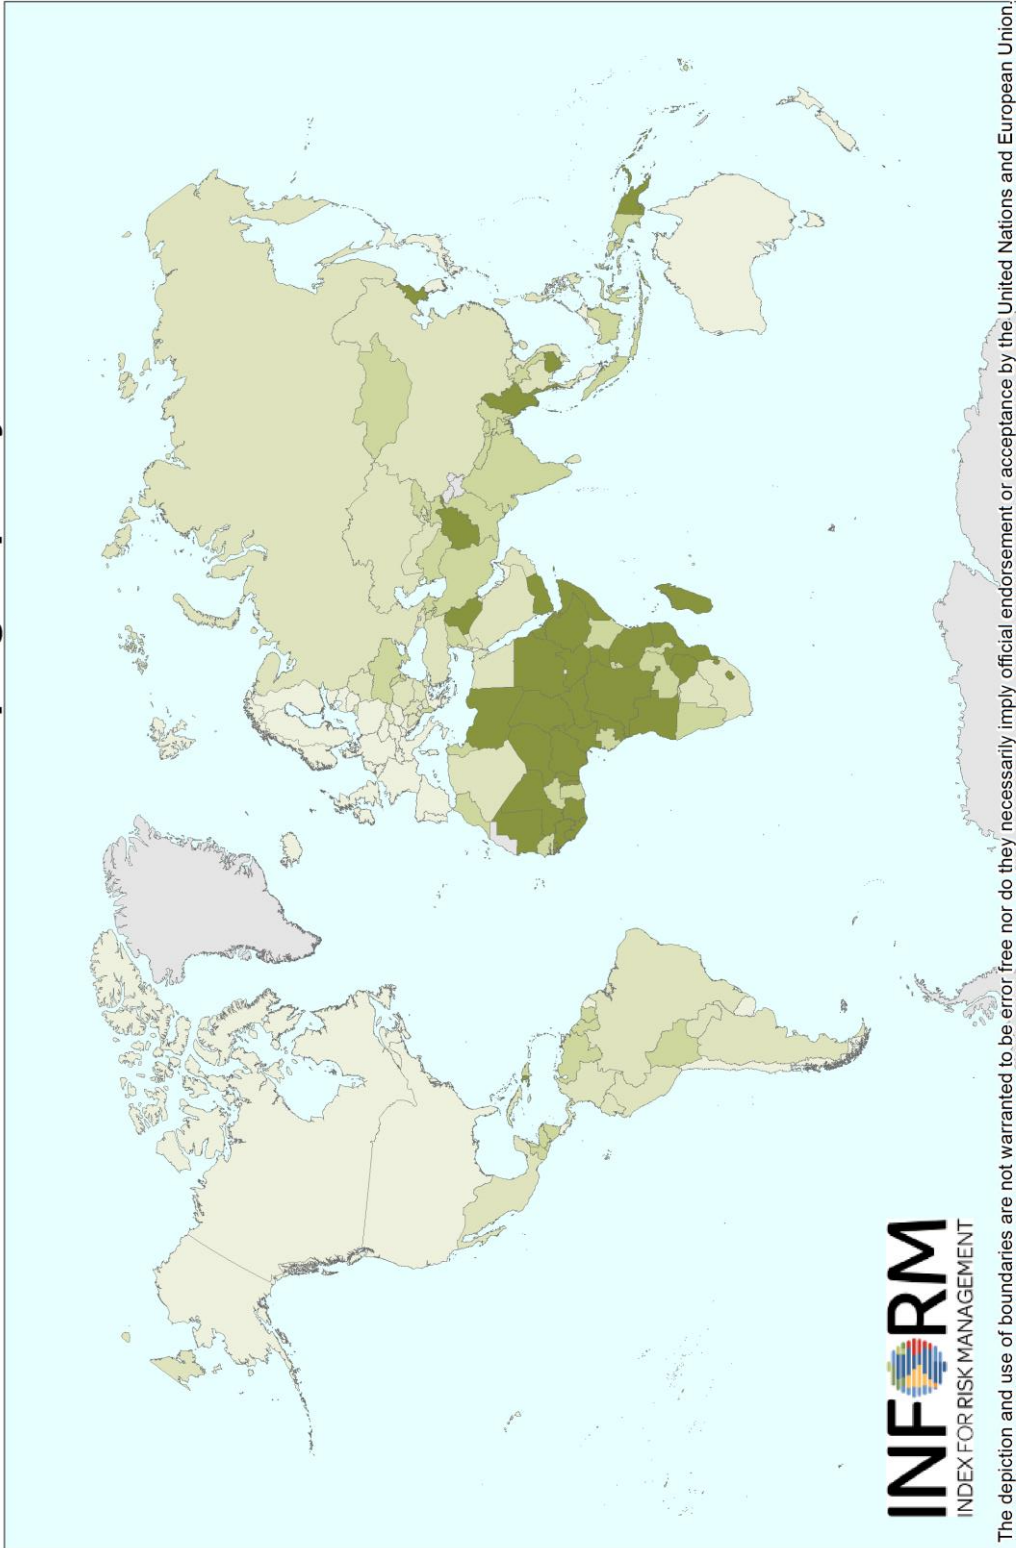 INFORM
INDEX FOR RISK MANAGEMENT
The depiction and use of boundaries are not warranted to be error free nor do they necessarily imply official endorsement or acceptance by the United Nations and European Union.